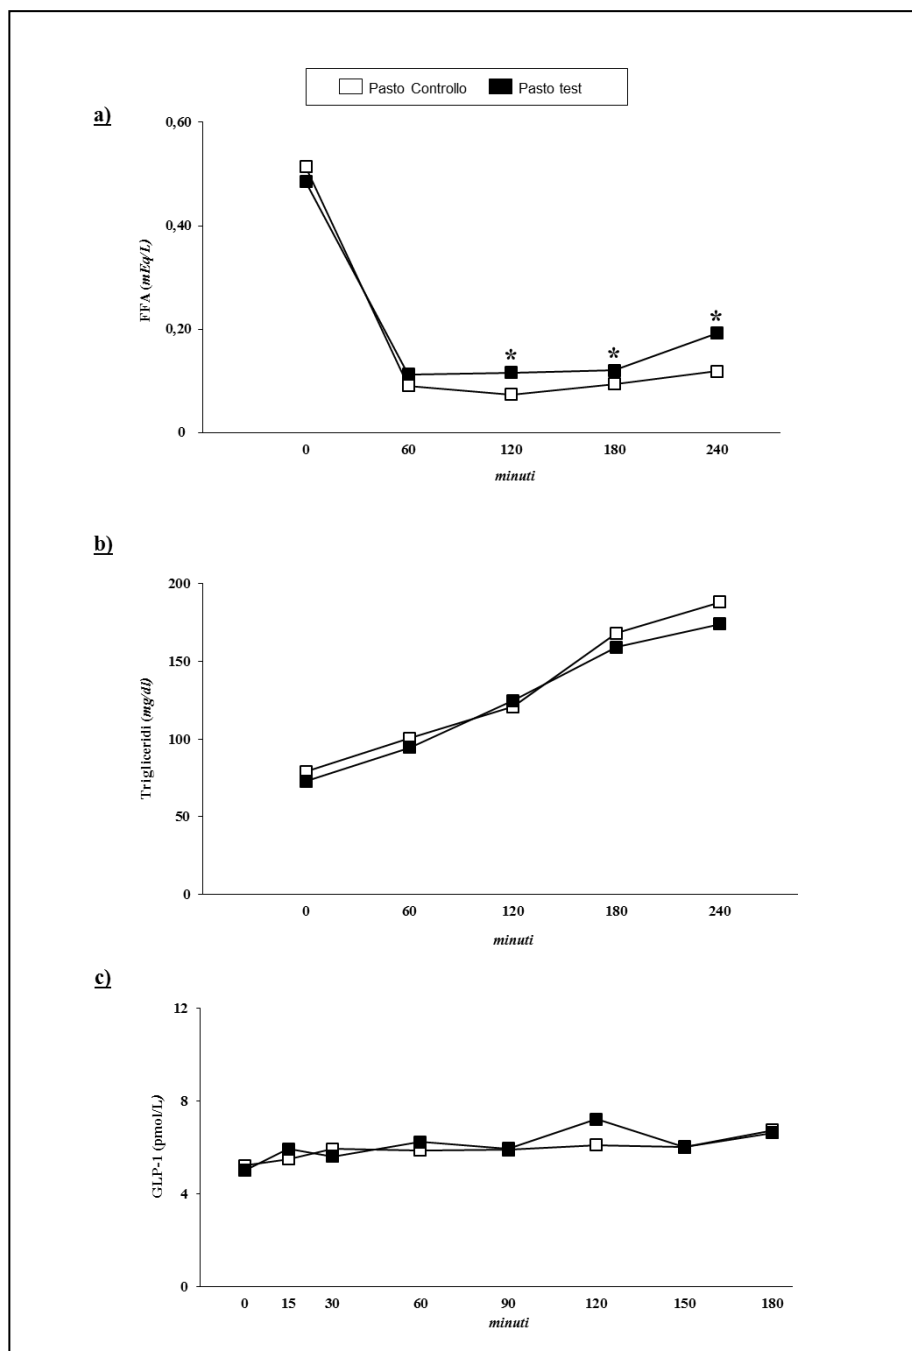 Pasto Controllo Pasto test
a)
0,60
0,40
0,20
0
FFA (mEq/L)
* * *
0 60 120 180 240
minuti
b)
200
150
100
50
0
Trigliceridi (mg/dl)
0 60 120 180 240
minuti
c)
12
8
4
0
GLP-1 (pmol/L)
0 15 30 60 90 120 150 180
minuti